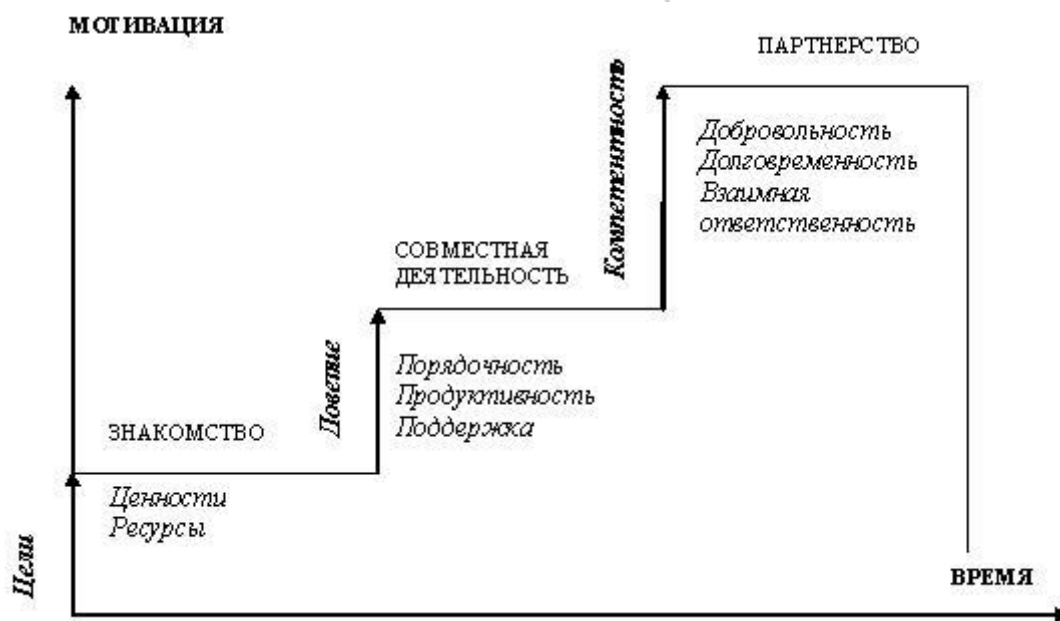 МОТИВАЦИЯ
ПАРТНЕРСТВО
Компетентность
Добровольность
Долговременность
Взаимная
ответственность
СОВМЕСТНАЯ
ДЕЯТЕЛЬНОСТЬ
Доверие
Порядочность
Продуктивность
Поддержка
ЗНАКОМСТВО
Ценности
Ресурсы
Цели
ВРЕМЯ